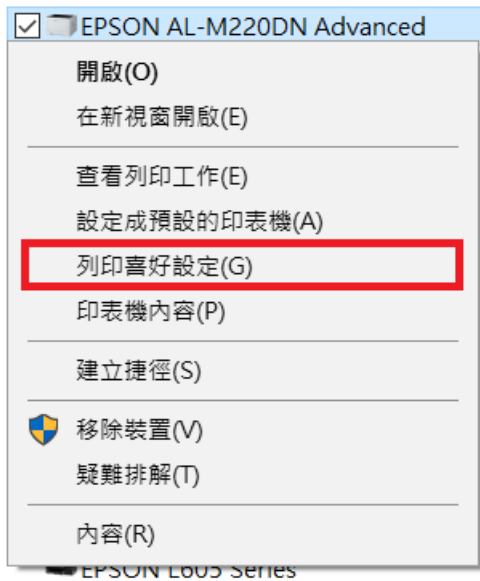 EPSON AL-M220DN Advanced
開啟(O)
在新視窗開啟(E)
查看列印工作(E)
設定成預設的印表機(A)
列印喜好設定(G)
印表機內容(P)
建立捷徑(S)
移除裝置(V)
疑難排解(T)
內容(R)
EPSON L605 Series